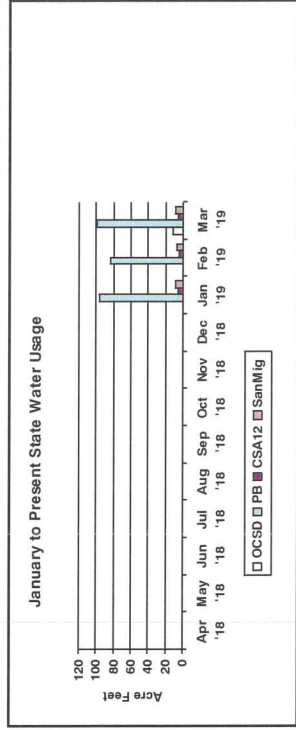 January to Present State Water Usage
Acre Feet
120
100
80
60
40
20
0
Apr May Jun Jul Aug Sep Oct Nov Dec Jan Feb Mar
'18 '18 '18 '18 '18 '18 '18 '18 '18 '19 '19 '19
OCSD PB CSA12 SanMig